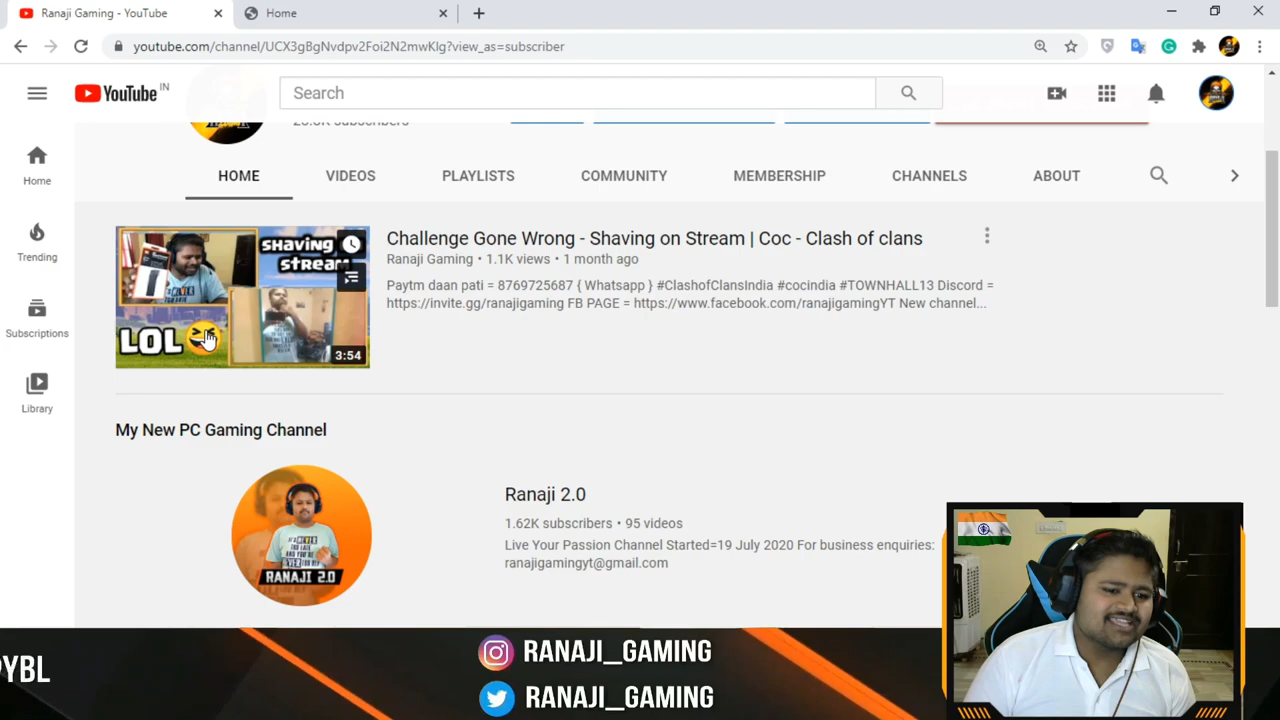 Ranaji Gaming - YouTube
Home
youtube.com/channel/UCX3gBgNvdpv2Foi2N2mwKlg?view_as=subscriber
YouTube IN
Search
HOME
VIDEOS
PLAYLISTS
COMMUNITY
MEMBERSHIP
CHANNELS
ABOUT
Home
Trending
Subscriptions
Library
SHAVING
STREAM
LOL
3:54
Challenge Gone Wrong - Shaving on Stream | Coc - Clash of clans
Ranaji Gaming • 1.1K views • 1 month ago
Paytm daan pati = 8769725687 { Whatsapp } #ClashofClansIndia #cocindia #TOWNHALL13 Discord =
https://invite.gg/ranajigaming FB PAGE = https://www.facebook.com/ranajigamingYT New channel...
My New PC Gaming Channel
RANAJI 2.0
Ranaji 2.0
1.62K subscribers • 95 videos
Live Your Passion Channel Started=19 July 2020 For business enquiries:
ranajigamingyt@gmail.com
YBL
RANAJI_GAMING
RANAJI_GAMING